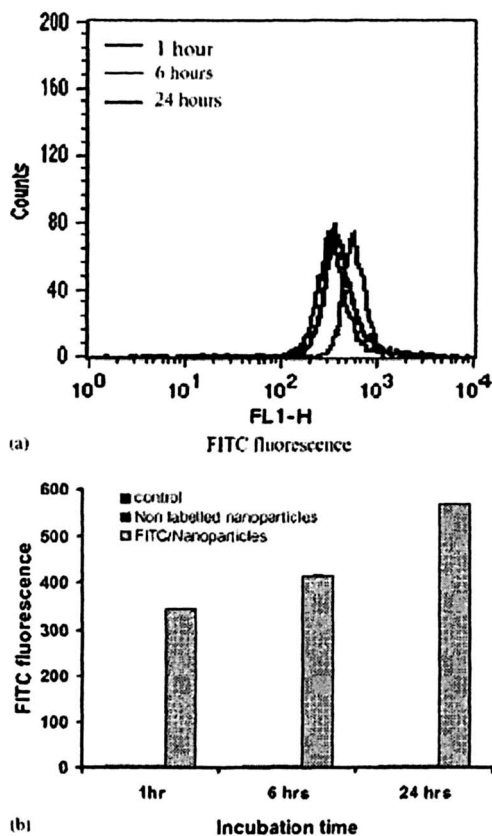 200
160
120
80
40
0
Counts
1 hour
6 hours
24 hours
10^0 10^1 10^2 10^3 10^4
FL1-H
(a) FITC fluorescence
600
500
400
300
200
100
0
FITC fluorescence
control
Non labelled nanoparticles
FITC/Nanoparticles
1hr 6 hrs 24 hrs
(b) Incubation time